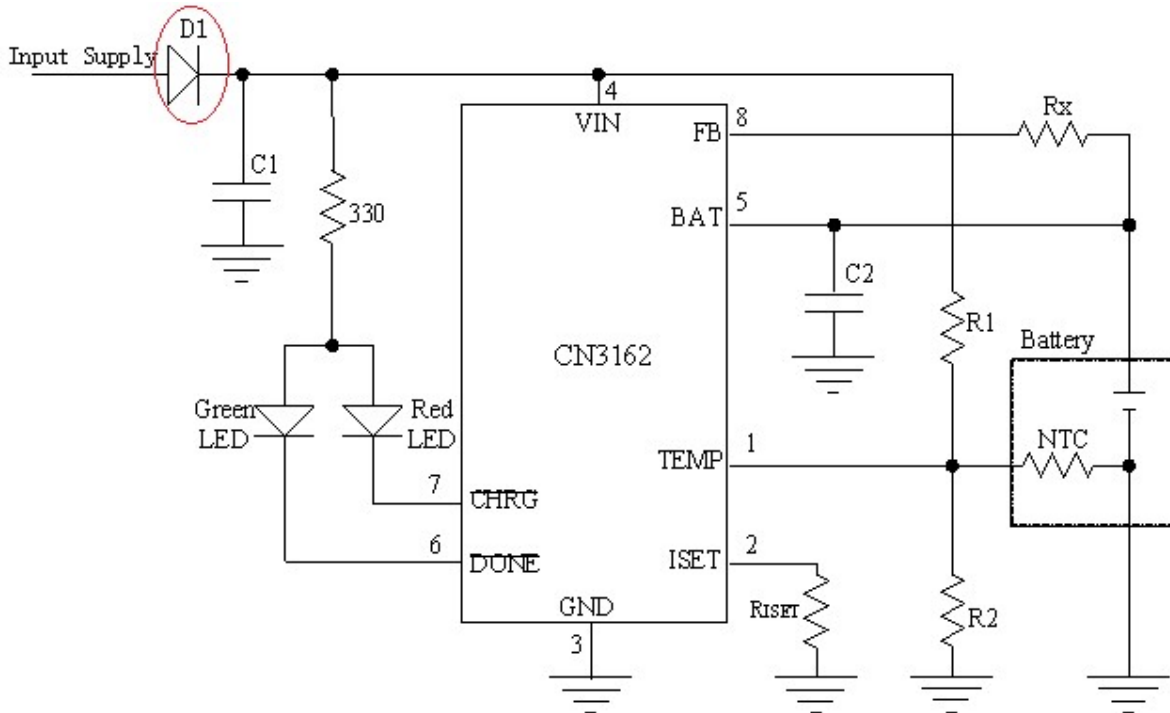 D1
Input Supply
4
VIN
8
FB
Rx
C1
330
5
BAT
C2
R1
CN3162
Battery
Green
LED
Red
LED
1
TEMP
NTC
7
CHRG
6
DONE
2
ISET
GND
RISET
R2
3